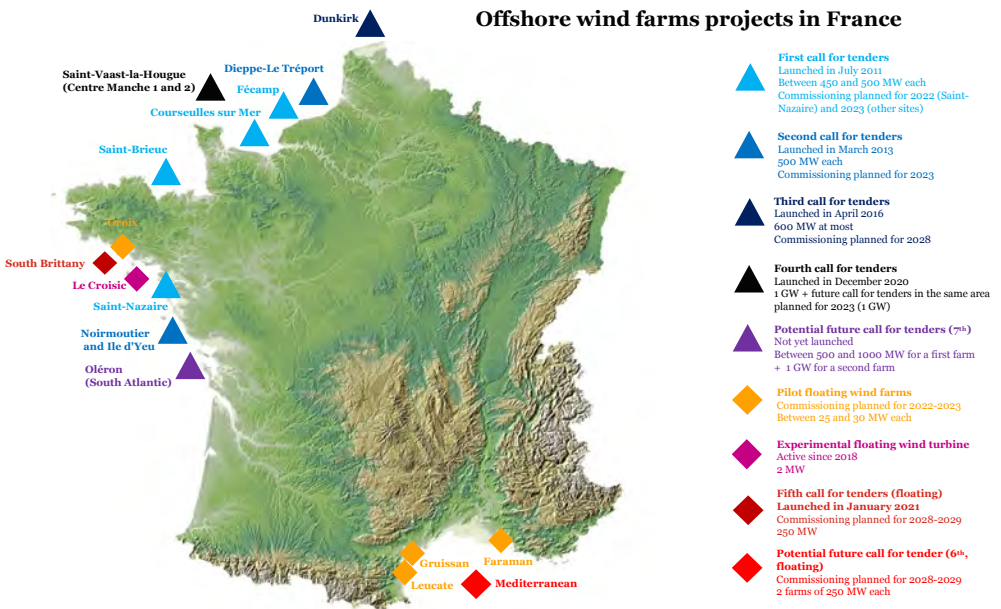 Offshore wind farms projects in France
Dunkirk
Saint-Vaast-la-Hougue
(Centre Manche 1 and 2)
Dieppe-Le Tréport
Fécamp
Courseulles sur Mer
Saint-Brieuc
Groix
South Brittany
Le Croisic
Saint-Nazaire
Noirmoutier
and Ile d'Yeu
Oléron
(South Atlantic)
Gruissan
Leucate
Faraman
Mediterranean
First call for tenders
Launched in July 2011
Between 450 and 500 MW each
Commissioning planned for 2022 (Saint-
Nazaire) and 2023 (other sites)
Second call for tenders
Launched in March 2013
500 MW each
Commissioning planned for 2023
Third call for tenders
Launched in April 2016
600 MW at most
Commissioning planned for 2028
Fourth call for tenders
Launched in December 2020
1 GW + future call for tenders in the same area
planned for 2023 (1 GW)
Potential future call for tenders (7th)
Not yet launched
Between 500 and 1000 MW for a first farm
+ 1 GW for a second farm
Pilot floating wind farms
Commissioning planned for 2022-2023
Between 25 and 30 MW each
Experimental floating wind turbine
Active since 2018
2 MW
Fifth call for tenders (floating)
Launched in January 2021
Commissioning planned for 2028-2029
250 MW
Potential future call for tender (6th,
floating)
Commissioning planned for 2028-2029
2 farms of 250 MW each